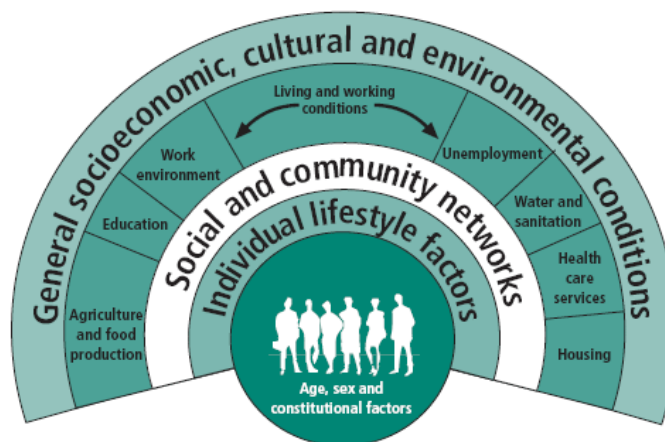 General socioeconomic, cultural and environmental conditions
Living and working
conditions
Agriculture
and food
production
Education
Work
environment
Unemployment
Water and
sanitation
Health
care
services
Housing
Social and community networks
Individual lifestyle factors
Age, sex and
constitutional factors